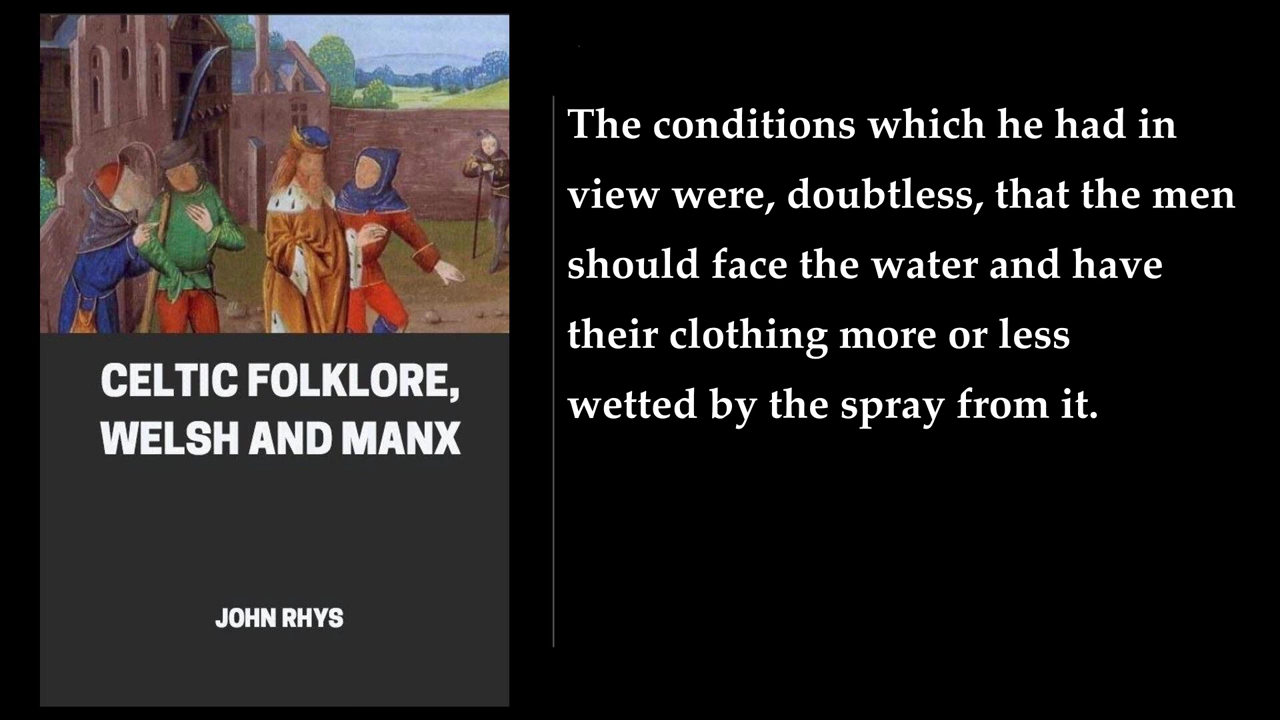 CELTIC FOLKLORE,
WELSH AND MANX
JOHN RHYS
The conditions which he had in
view were, doubtless, that the men
should face the water and have
their clothing more or less
wetted by the spray from it.